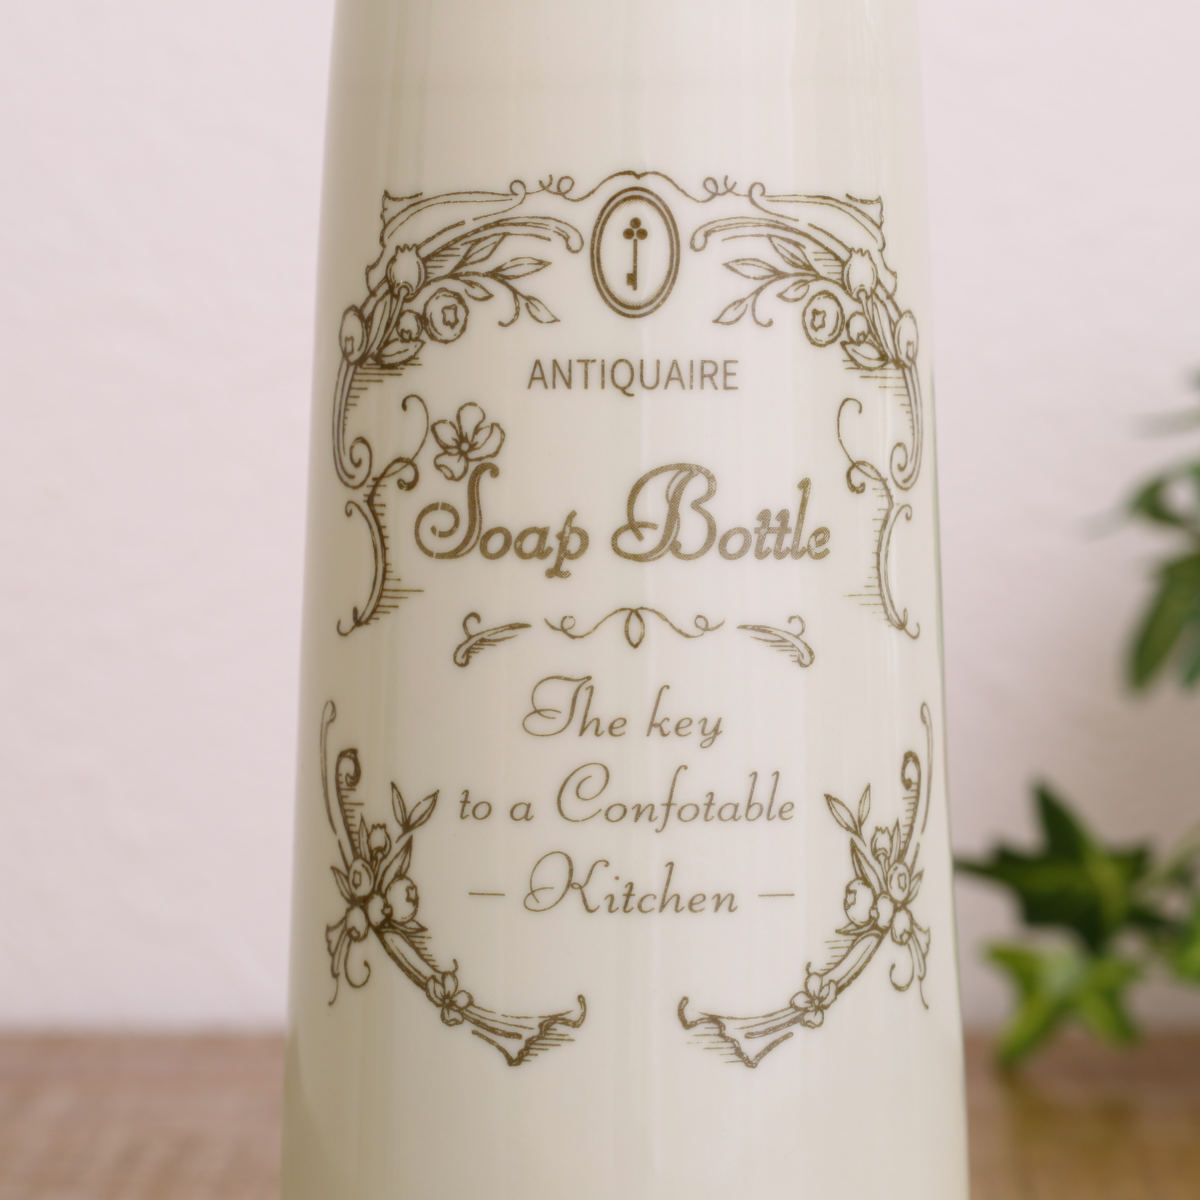 ANTIQUAIRE
Soap Bottle
The key
to a Confotable
– Kitchen –